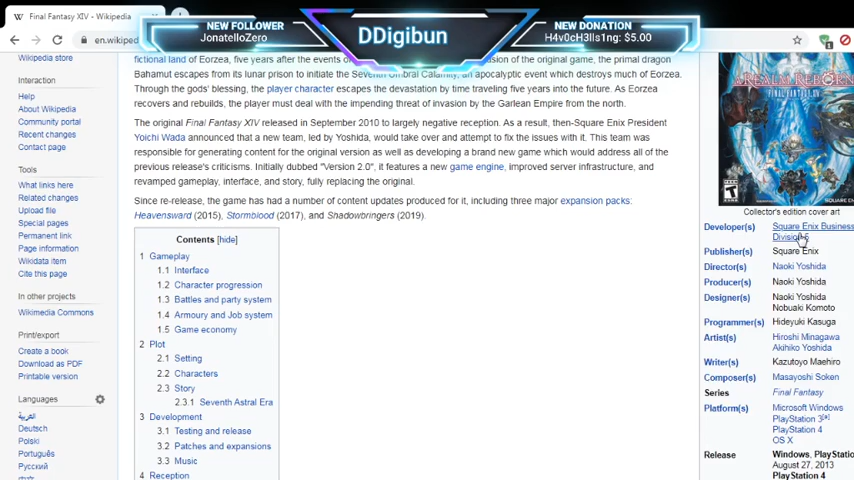 Final Fantasy XIV - Wikipedia
NEW FOLLOWER
JonatelloZero
DDigibun
NEW DONATION
H4v0cH3lls1ng: $5.00
en.wikiped
Wikipedia store
Interaction
Help
About Wikipedia
Community portal
Recent changes
Contact page
Tools
What links here
Related changes
Upload file
Special pages
Permanent link
Page information
Wikidata item
Cite this page
In other projects
Wikimedia Commons
Print/export
Create a book
Download as PDF
Printable version
Languages
العربية
Deutsch
Polski
Português
Русский
fictional land of Eorzea, five years after the events of of the original game, the primal dragon
Bahamut escapes from its lunar prison to initiate the Seventh Umbral Calamity, an apocalyptic event which destroys much of Eorzea.
Through the gods' blessing, the player character escapes the devastation by time traveling five years into the future. As Eorzea
recovers and rebuilds, the player must deal with the impending threat of invasion by the Garlean Empire from the north.
The original Final Fantasy XIV released in September 2010 to largely negative reception. As a result, then-Square Enix President
Yoichi Wada announced that a new team, led by Yoshida, would take over and attempt to fix the issues with it. This team was
responsible for generating content for the original version as well as developing a brand new game which would address all of the
previous release's criticisms. Initially dubbed "Version 2.0", it features a new game engine, improved server infrastructure, and
revamped gameplay, interface, and story, fully replacing the original.
Since re-release, the game has had a number of content updates produced for it, including three major expansion packs:
Heavensward (2015), Stormblood (2017), and Shadowbringers (2019).
Contents [hide]
1 Gameplay
1.1 Interface
1.2 Character progression
1.3 Battles and party system
1.4 Armoury and Job system
1.5 Game economy
2 Plot
2.1 Setting
2.2 Characters
2.3 Story
2.3.1 Seventh Astral Era
3 Development
3.1 Testing and release
3.2 Patches and expansions
3.3 Music
4 Reception
A REALM REBORN
FINAL FANTASY XIV
T
Collector's edition cover art
Developer(s) Square Enix Business
Division 5
Publisher(s) Square Enix
Director(s) Naoki Yoshida
Producer(s) Naoki Yoshida
Designer(s) Naoki Yoshida
Nobuaki Komoto
Programmer(s) Hideyuki Kasuga
Artist(s) Hiroshi Minagawa
Akihiko Yoshida
Writer(s) Kazutoyo Maehiro
Composer(s) Masayoshi Soken
Series Final Fantasy
Platform(s) Microsoft Windows
PlayStation 3[a]
PlayStation 4
OS X
Release Windows, PlayStatio
August 27, 2013
PlayStation 4